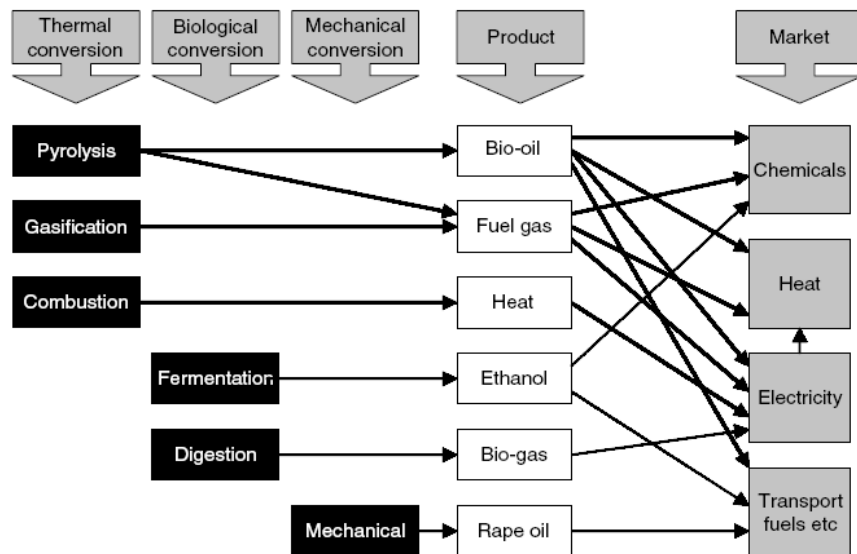 Thermal
conversion
Biological
conversion
Mechanical
conversion
Product
Market
Pyrolysis
Bio-oil
Chemicals
Gasification
Fuel gas
Combustion
Heat
Heat
Fermentation
Ethanol
Electricity
Digestion
Bio-gas
Mechanical
Rape oil
Transport
fuels etc